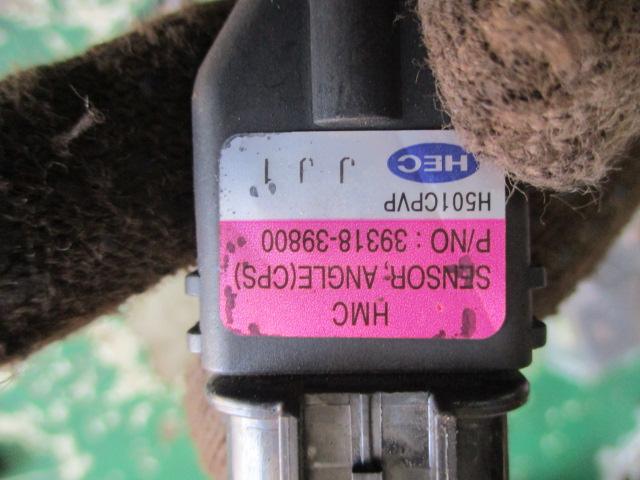 HMC
SENSOR, ANGLE(CPS)
P/NO : 39318-39800
H501CPVP
HEC J J 1